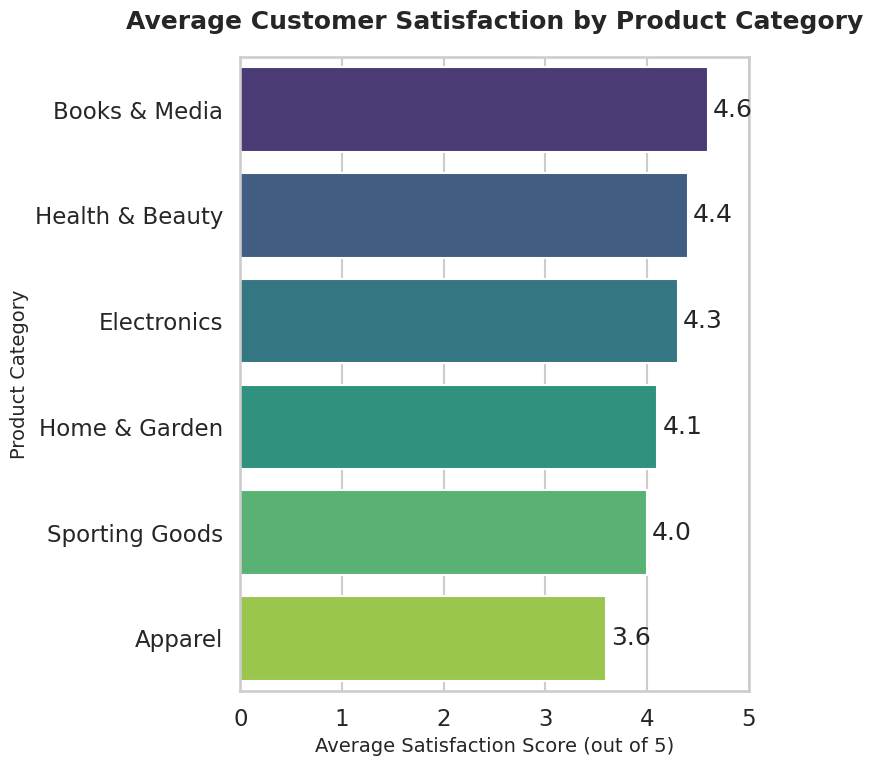 Average Customer Satisfaction by Product Category
Product Category
Books & Media 4.6
Health & Beauty 4.4
Electronics 4.3
Home & Garden 4.1
Sporting Goods 4.0
Apparel 3.6
0 1 2 3 4 5
Average Satisfaction Score (out of 5)